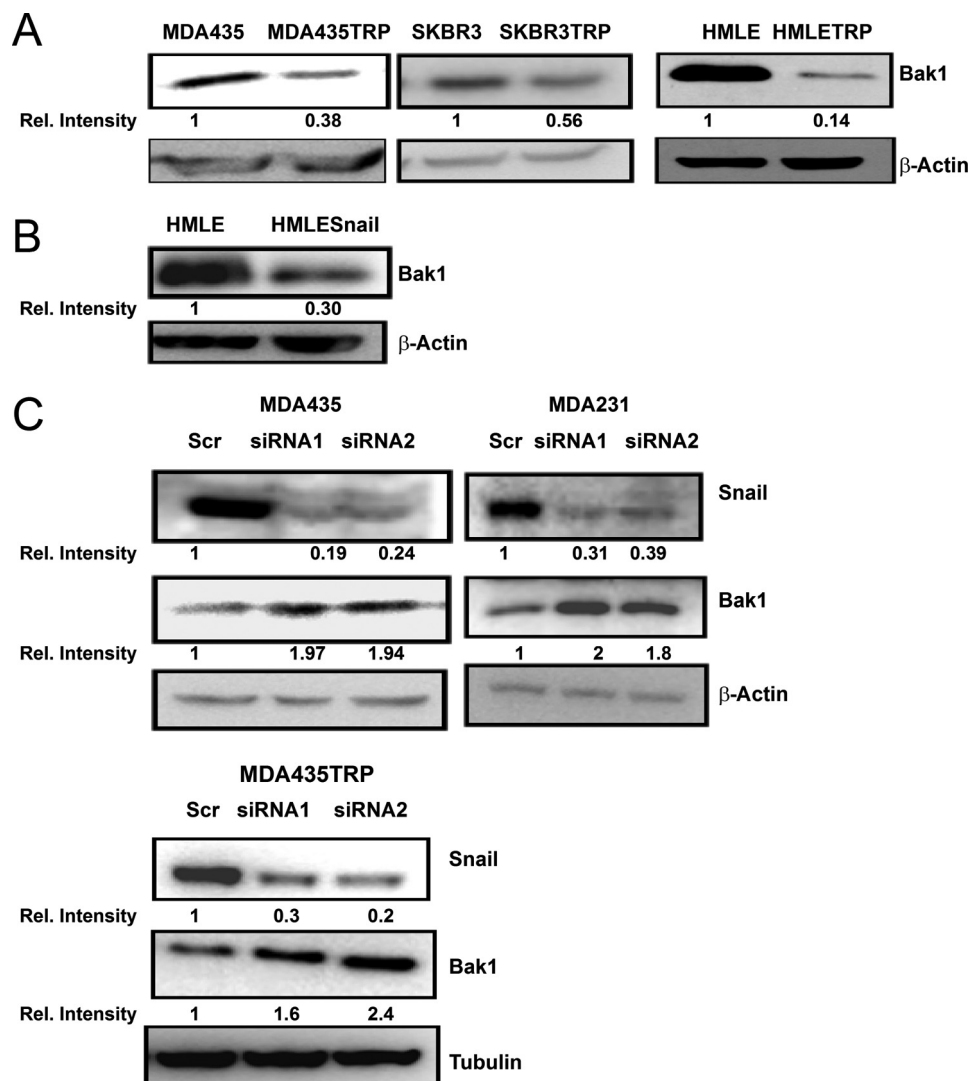 A
MDA435 MDA435TRP SKBR3 SKBR3TRP HMLE HMLETRP
Bak1
Rel. Intensity 1 0.38 1 0.56 1 0.14
β-Actin
B
HMLE HMLESnail
Bak1
Rel. Intensity 1 0.30
β-Actin
C
MDA435 MDA231
Scr siRNA1 siRNA2 Scr siRNA1 siRNA2
Snail
Rel. Intensity 1 0.19 0.24 1 0.31 0.39
Bak1
Rel. Intensity 1 1.97 1.94 1 2 1.8
β-Actin
MDA435TRP
Scr siRNA1 siRNA2
Snail
Rel. Intensity 1 0.3 0.2
Bak1
Rel. Intensity 1 1.6 2.4
Tubulin